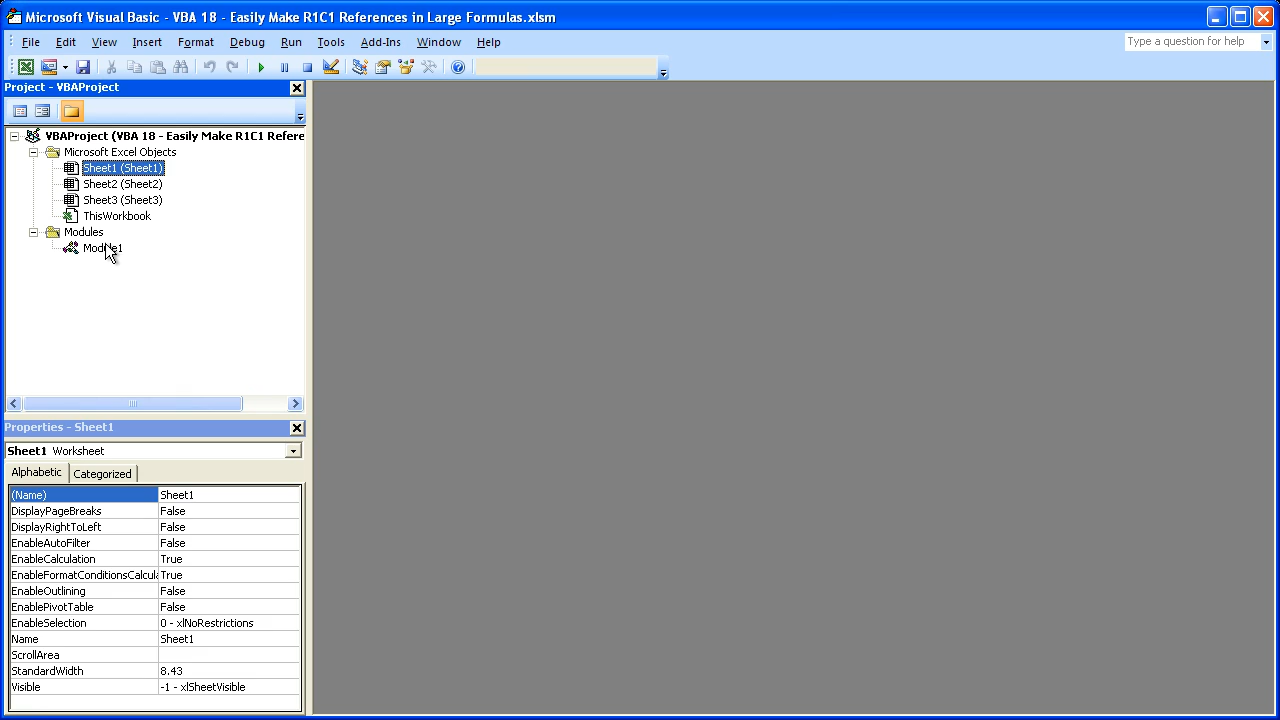 Microsoft Visual Basic - VBA 18 - Easily Make R1C1 References in Large Formulas.xlsm
File Edit View Insert Format Debug Run Tools Add-Ins Window Help
Type a question for help
Project - VBAProject
VBAProject (VBA 18 - Easily Make R1C1 Refere
Microsoft Excel Objects
Sheet1 (Sheet1)
Sheet2 (Sheet2)
Sheet3 (Sheet3)
ThisWorkbook
Modules
Module1
Properties - Sheet1
Sheet1 Worksheet
Alphabetic Categorized
(Name) Sheet1
DisplayPageBreaks False
DisplayRightToLeft False
EnableAutoFilter False
EnableCalculation True
EnableFormatConditionsCalcula True
EnableOutlining False
EnablePivotTable False
EnableSelection 0 - xlNoRestrictions
Name Sheet1
ScrollArea
StandardWidth 8.43
Visible -1 - xlSheetVisible